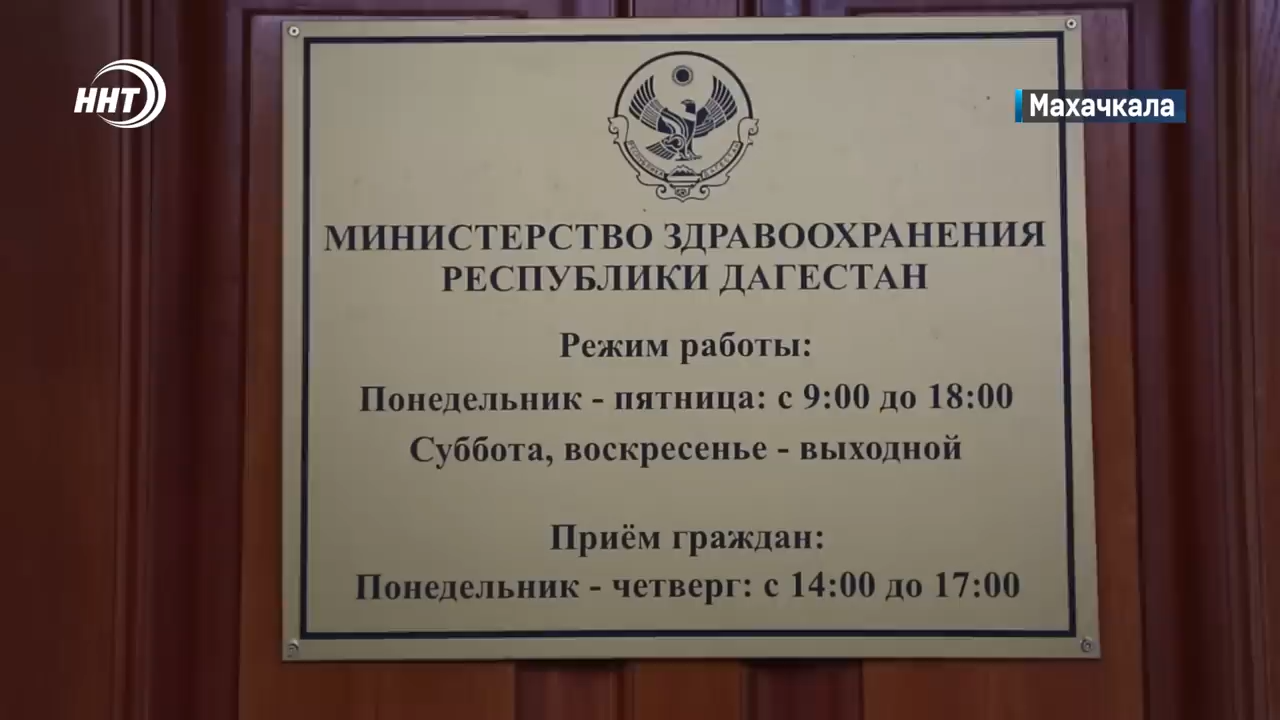 ННТ
Махачкала
МИНИСТЕРСТВО ЗДРАВООХРАНЕНИЯ
РЕСПУБЛИКИ ДАГЕСТАН
Режим работы:
Понедельник - пятница: с 9:00 до 18:00
Суббота, воскресенье - выходной
Приём граждан:
Понедельник - четверг: с 14:00 до 17:00